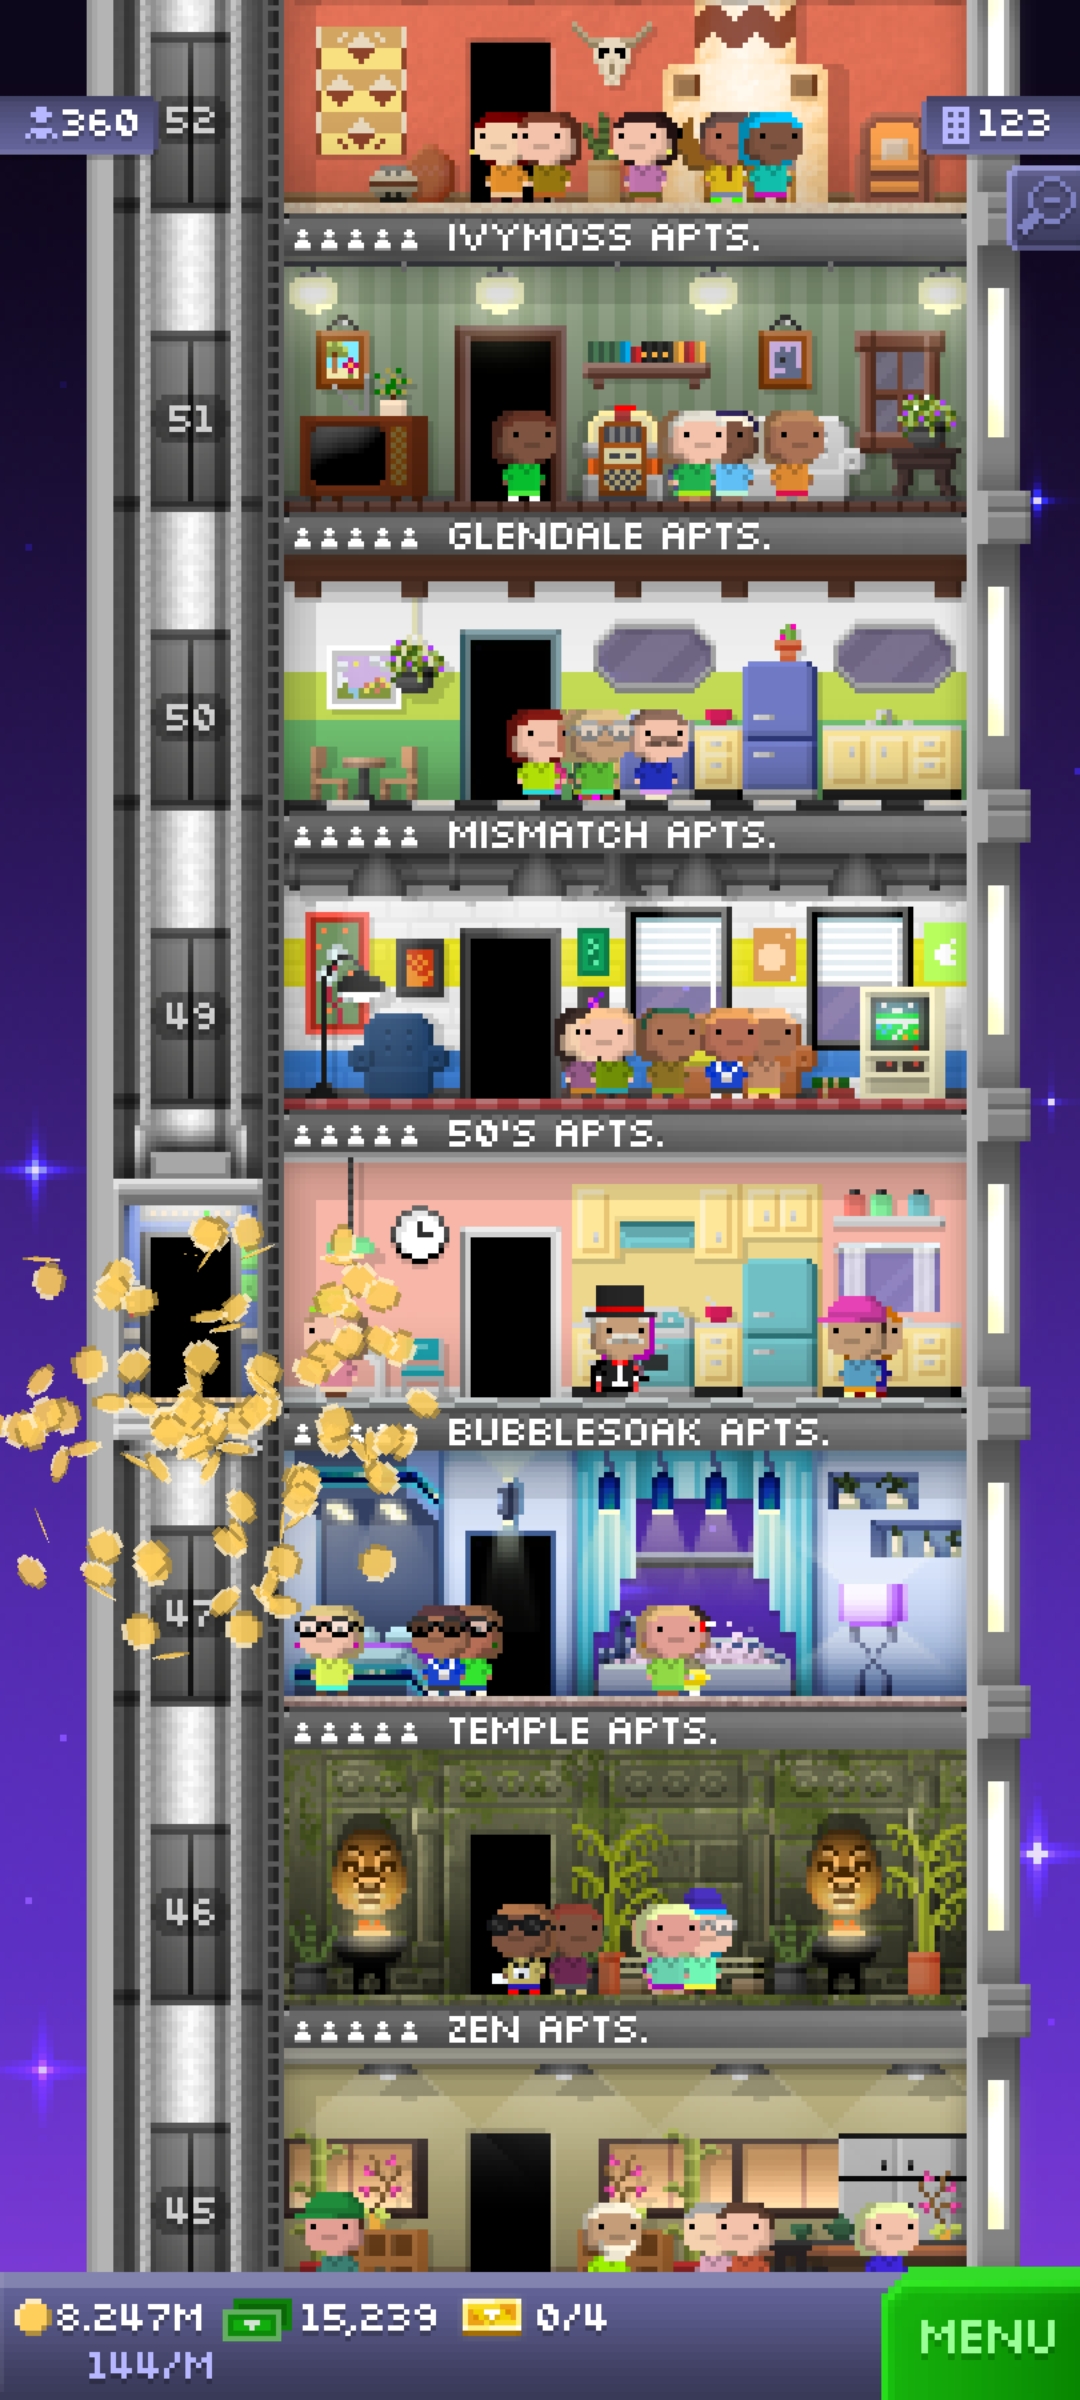 360
52
123
IVYMOSS APTS.
51
GLENDALE APTS.
50
MISMATCH APTS.
49
50'S APTS.
BUBBLESOAK APTS.
47
TEMPLE APTS.
46
ZEN APTS.
45
8.247M 15,239 0/4
144/M
MENU